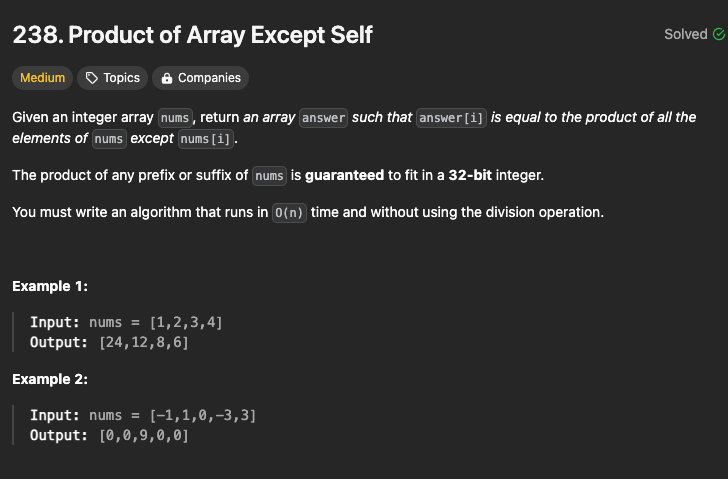 238. Product of Array Except Self
Solved
Medium
Topics
Companies
Given an integer array nums, return an array answer such that answer[i] is equal to the product of all the
elements of nums except nums[i].
The product of any prefix or suffix of nums is guaranteed to fit in a 32-bit integer.
You must write an algorithm that runs in O(n) time and without using the division operation.
Example 1:
Input: nums = [1,2,3,4]
Output: [24,12,8,6]
Example 2:
Input: nums = [-1,1,0,-3,3]
Output: [0,0,9,0,0]